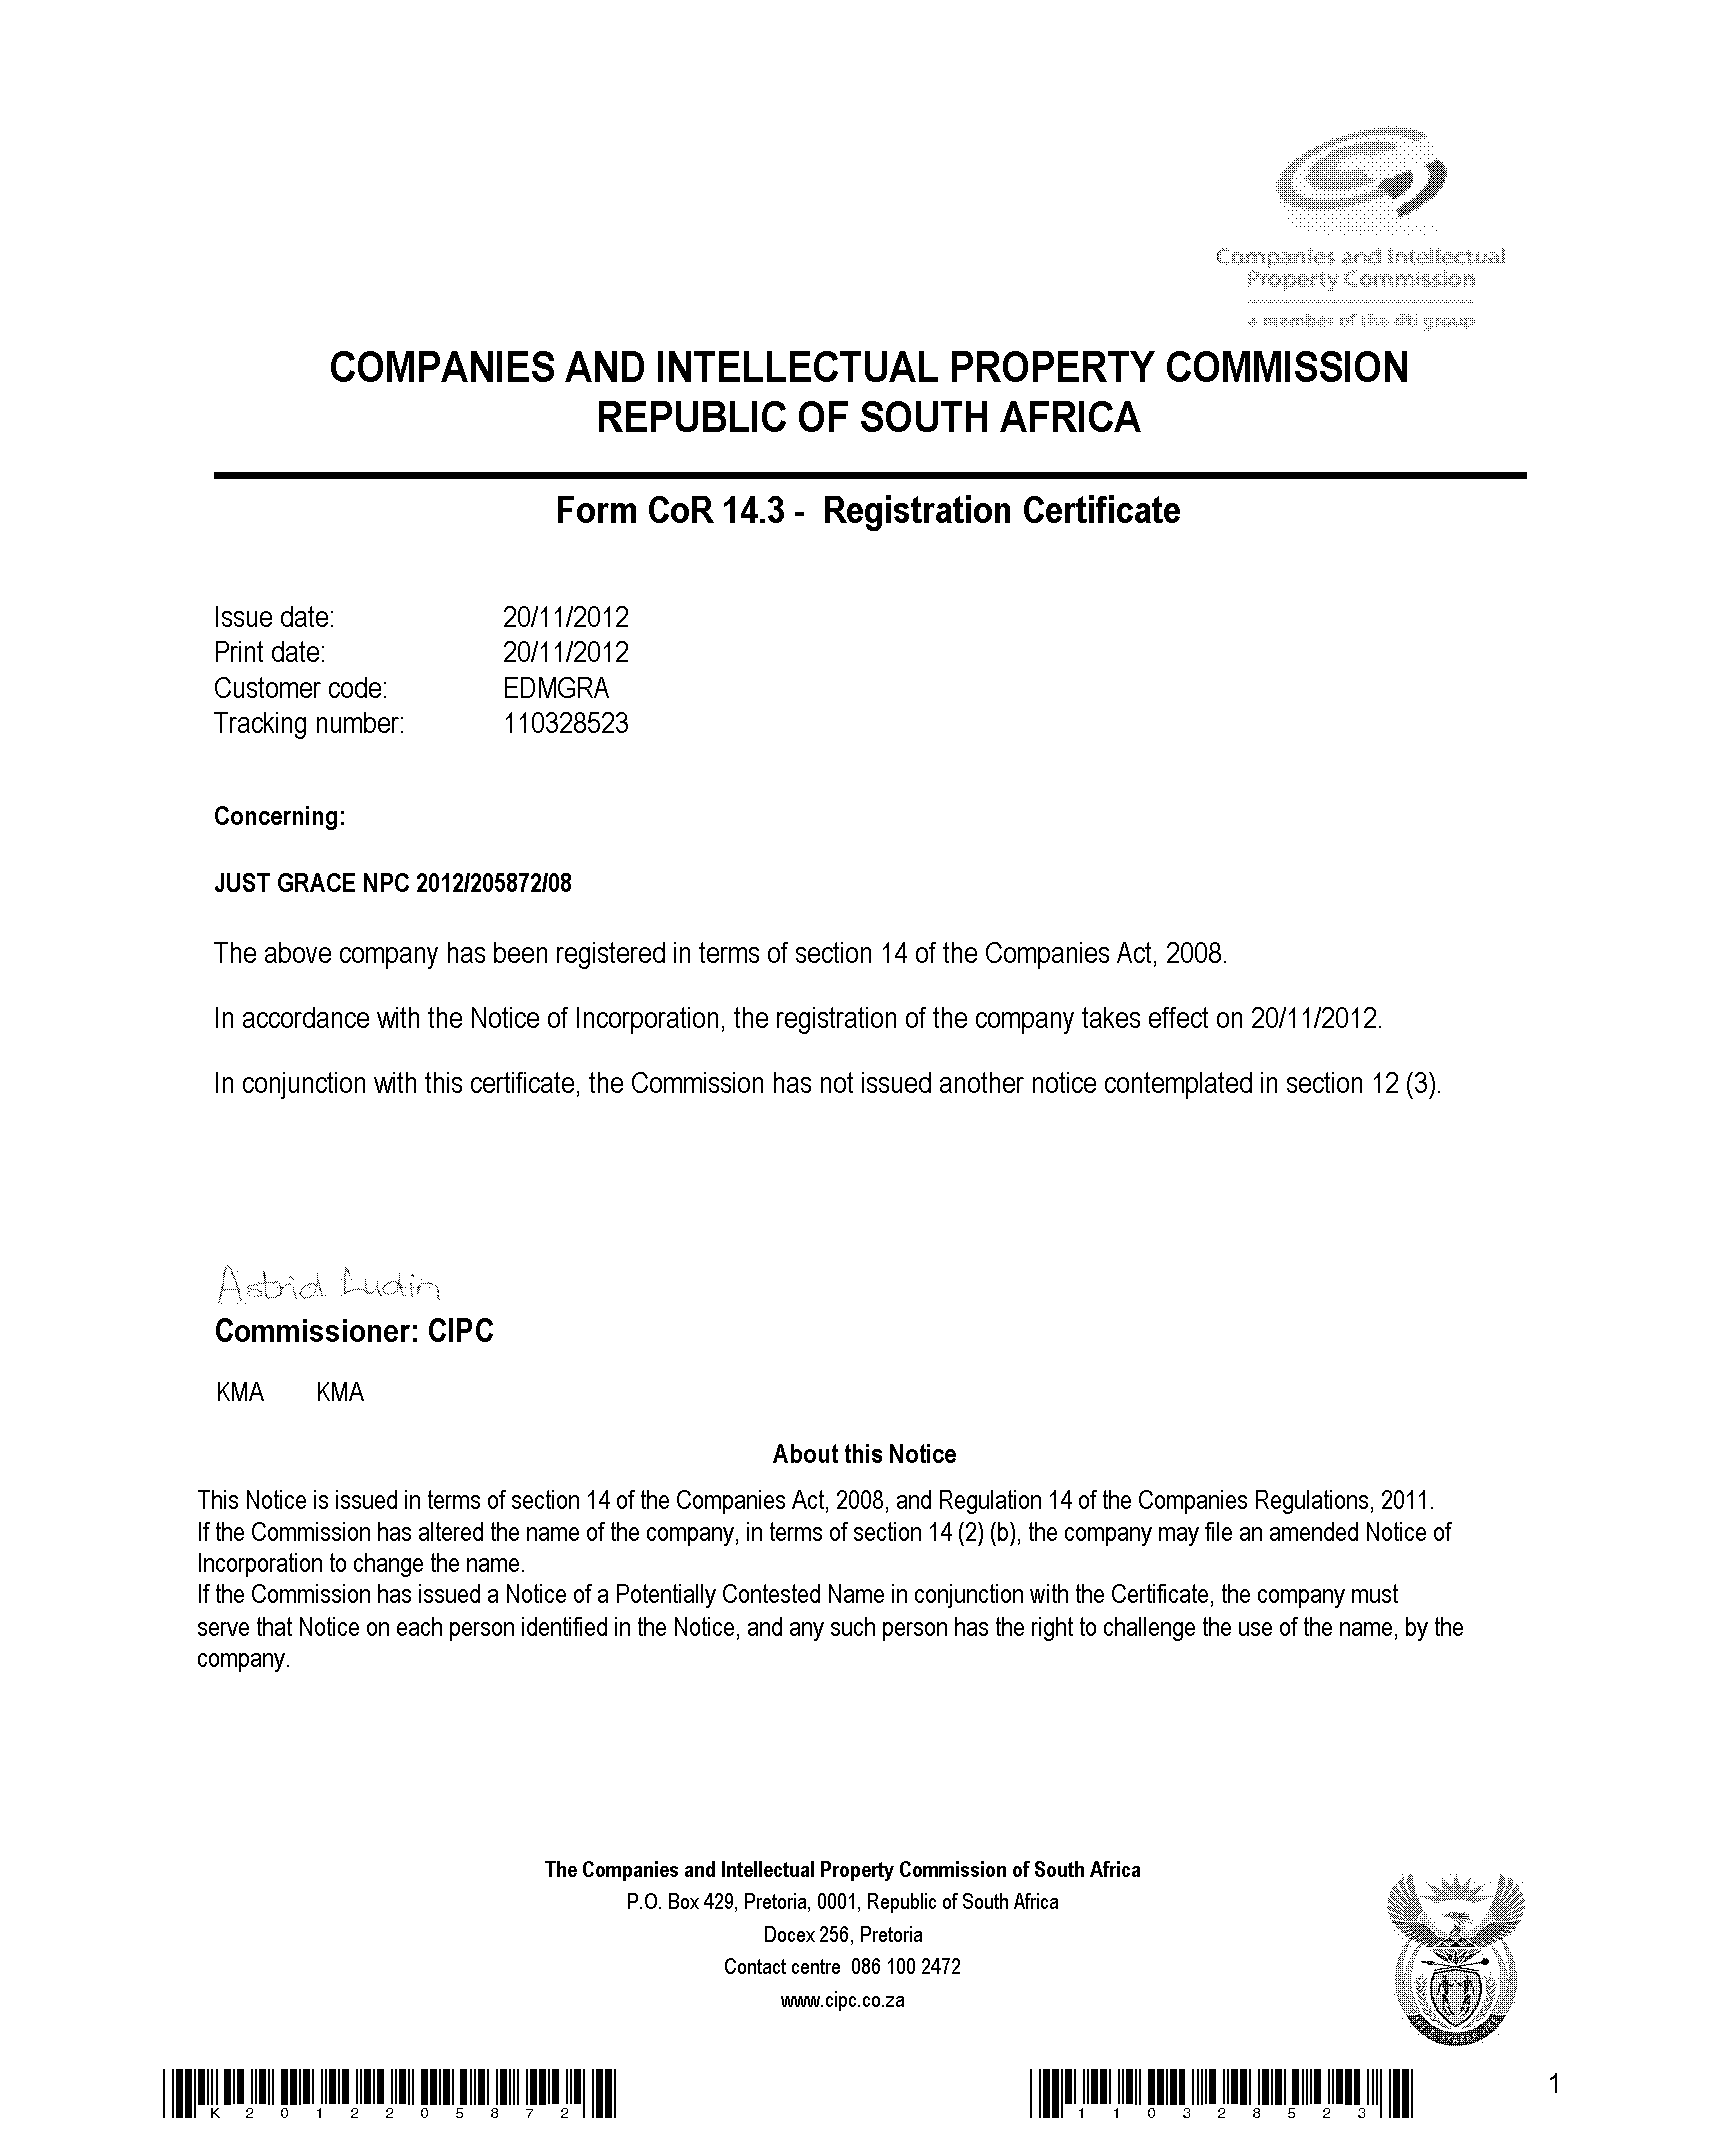 Companies and Intellectual
Property Commission
a member of the dti group
COMPANIES AND INTELLECTUAL PROPERTY COMMISSION
REPUBLIC OF SOUTH AFRICA
Form CoR 14.3 - Registration Certificate
Issue date: 20/11/2012
Print date: 20/11/2012
Customer code: EDMGRA
Tracking number: 110328523
Concerning:
JUST GRACE NPC 2012/205872/08
The above company has been registered in terms of section 14 of the Companies Act, 2008.
In accordance with the Notice of Incorporation, the registration of the company takes effect on 20/11/2012.
In conjunction with this certificate, the Commission has not issued another notice contemplated in section 12 (3).
Astrid Ludin
Commissioner: CIPC
KMA KMA
About this Notice
This Notice is issued in terms of section 14 of the Companies Act, 2008, and Regulation 14 of the Companies Regulations, 2011.
If the Commission has altered the name of the company, in terms of section 14 (2) (b), the company may file an amended Notice of
Incorporation to change the name.
If the Commission has issued a Notice of a Potentially Contested Name in conjunction with the Certificate, the company must
serve that Notice on each person identified in the Notice, and any such person has the right to challenge the use of the name, by the
company.
The Companies and Intellectual Property Commission of South Africa
P.O. Box 429, Pretoria, 0001, Republic of South Africa
Docex 256, Pretoria
Contact centre 086 100 2472
www.cipc.co.za
K2012205872
110328523
1